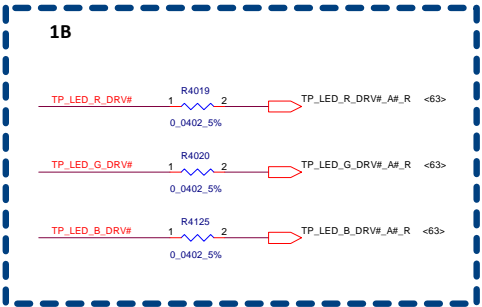 1B
R4019
TP_LED_R_DRV# 1 2 TP_LED_R_DRV#_A#_R <63>
0_0402_5%
R4020
TP_LED_G_DRV# 1 2 TP_LED_G_DRV#_A#_R <63>
0_0402_5%
R4125
TP_LED_B_DRV# 1 2 TP_LED_B_DRV#_A#_R <63>
0_0402_5%